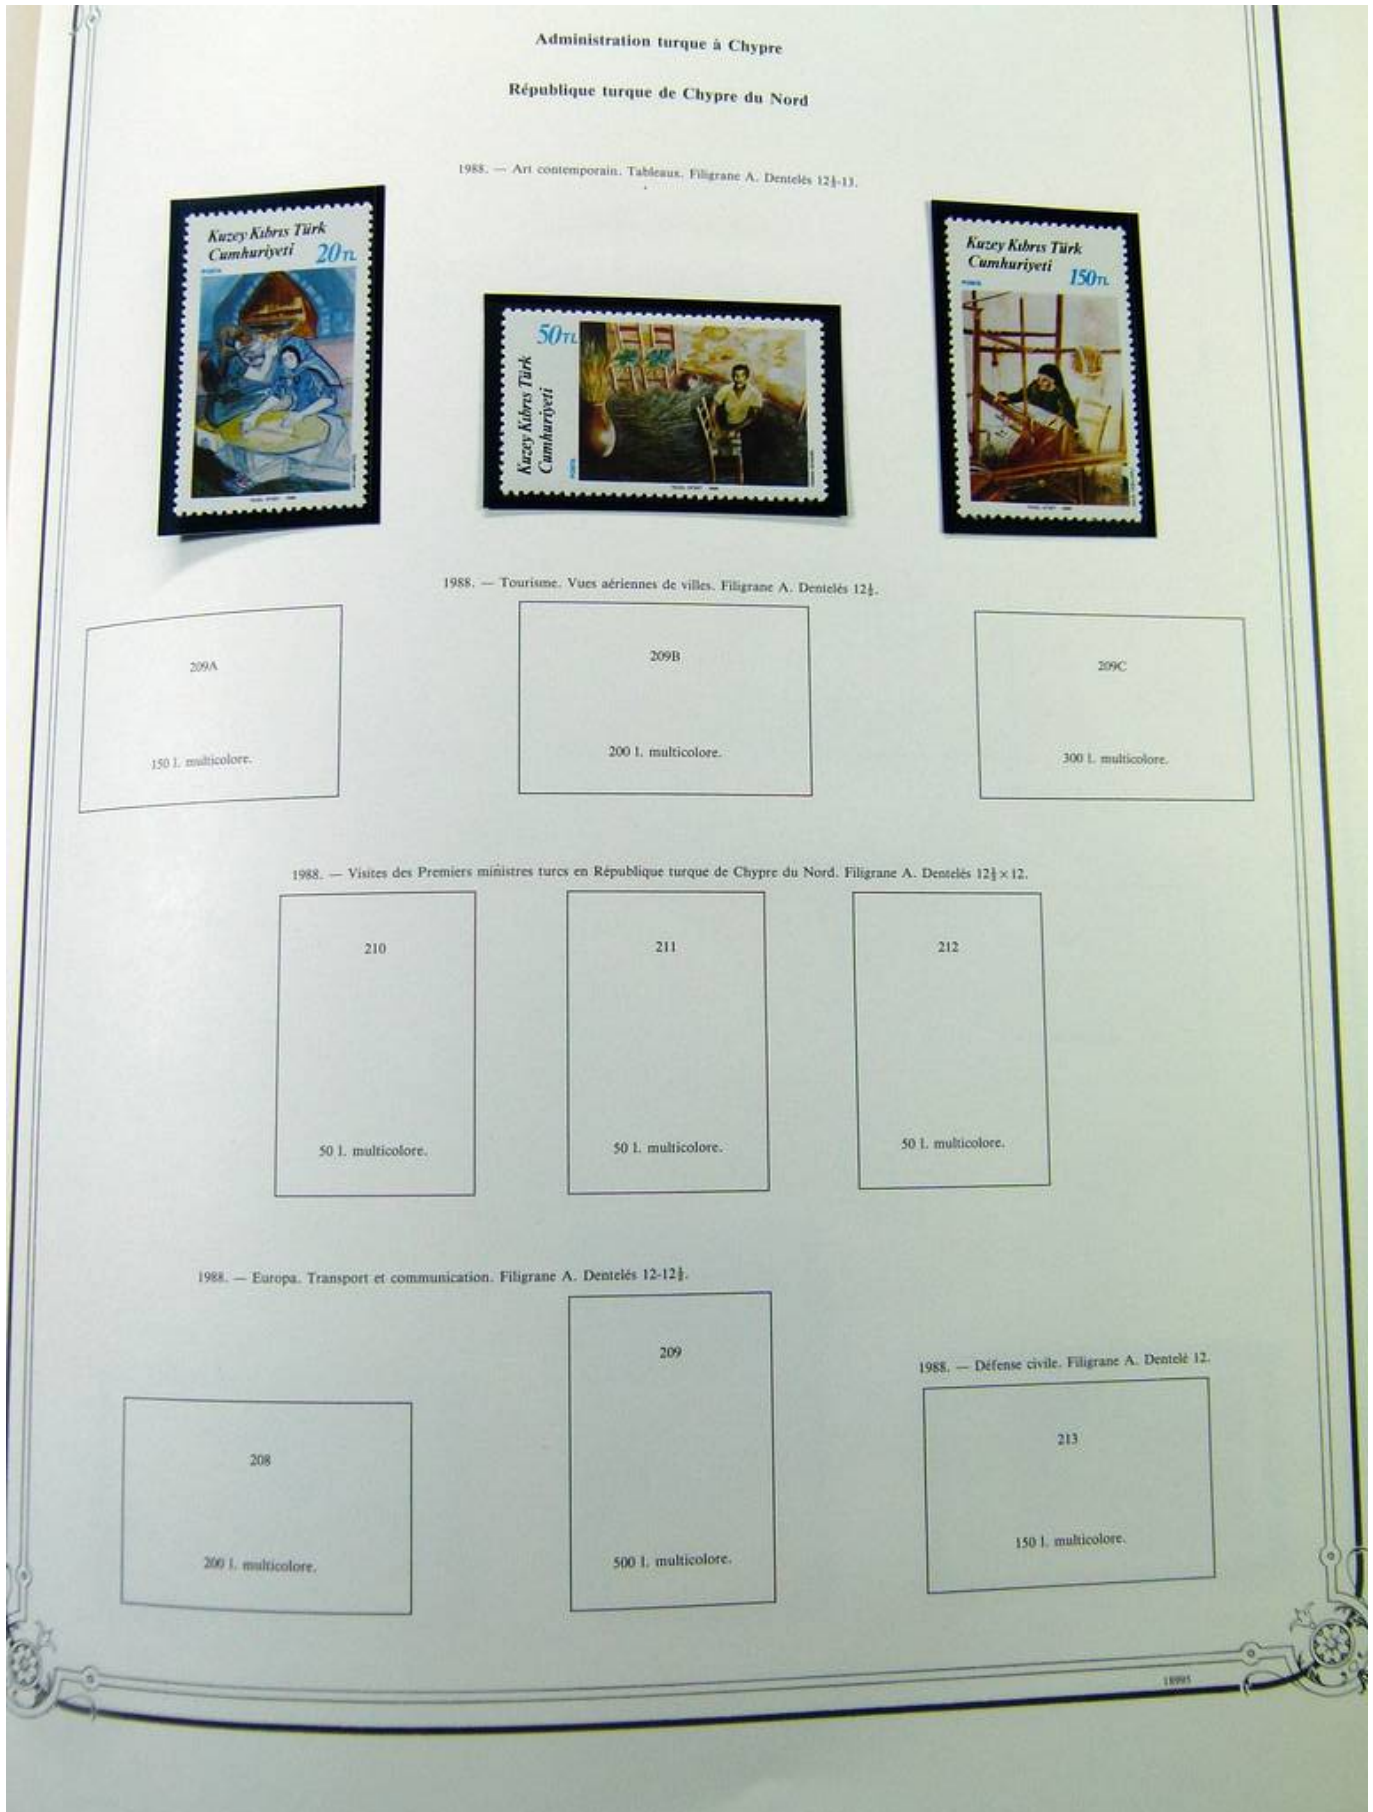 Administration turque à Chypre
République turque de Chypre du Nord
1988. — Art contemporain. Tableaux. Filigrane A. Dentelés 12½-13.
Kuzey Kıbrıs Türk
Cumhuriyeti 20TL
POSTA
50TL
Kuzey Kıbrıs Türk
Cumhuriyeti
POSTA
Kuzey Kıbrıs Türk
Cumhuriyeti
150TL
POSTA
1988. — Tourisme. Vues aériennes de villes. Filigrane A. Dentelés 12½.
209A
209B
209C
150 l. multicolore.
200 l. multicolore.
300 l. multicolore.
1988. — Visites des Premiers ministres turcs en République turque de Chypre du Nord. Filigrane A. Dentelés 12½ × 12.
210
211
212
50 l. multicolore.
50 l. multicolore.
50 l. multicolore.
1988. — Europa. Transport et communication. Filigrane A. Dentelés 12-12½.
209
1988. — Défense civile. Filigrane A. Dentelé 12.
208
213
200 l. multicolore.
500 l. multicolore.
150 l. multicolore.
18995